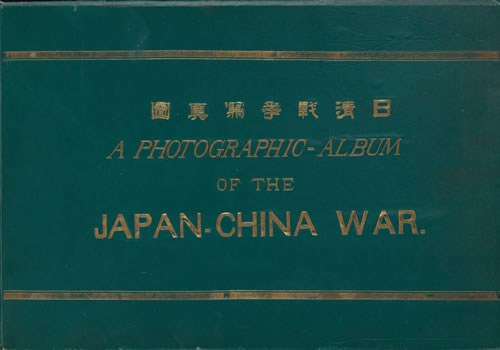 日清戰爭寫眞圖
A PHOTOGRAPHIC-ALBUM
OF THE
JAPAN-CHINA WAR.